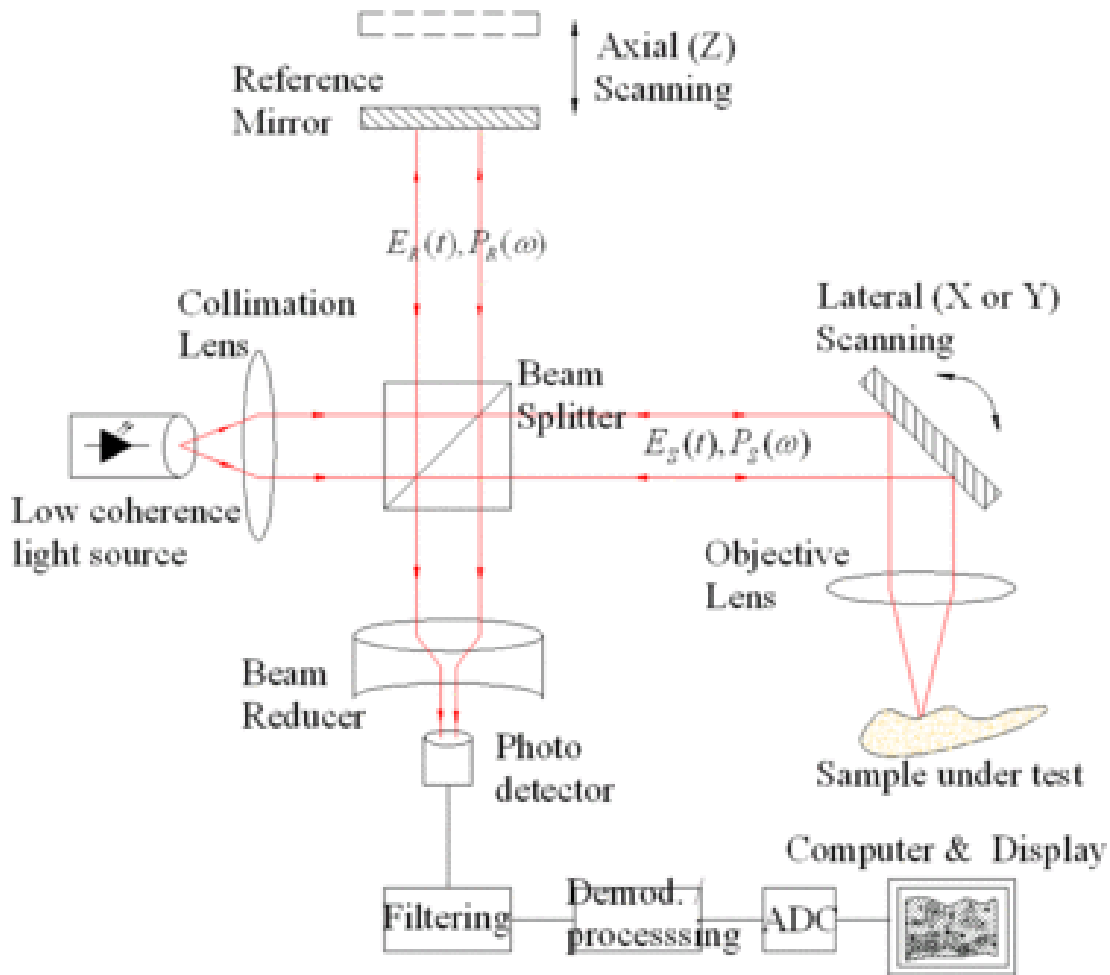 Axial (Z)
Scanning
Reference
Mirror
E_R(t), P_R(ω)
Collimation
Lens
Lateral (X or Y)
Scanning
Beam
Splitter
E_S(t), P_S(ω)
Low coherence
light source
Objective
Lens
Beam
Reducer
Photo
detector
Sample under test
Computer & Display
Filtering
Demod. /
processsing
ADC